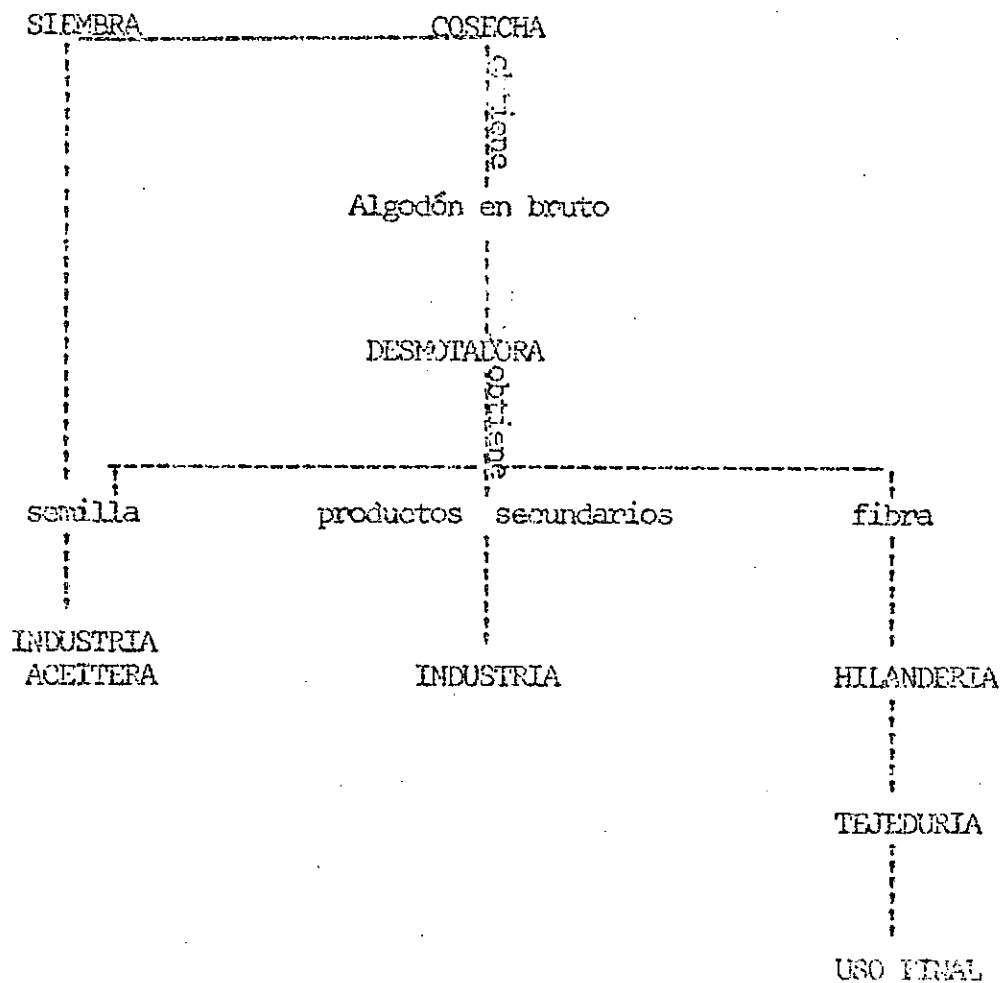 SIEMBRA COSECHA
obtiene
Algodón en bruto
DESMOTADORA
obtiene
semilla productos secundarios fibra
INDUSTRIA
ACEITERA INDUSTRIA HILANDERIA
TEJEDURIA
USO FINAL